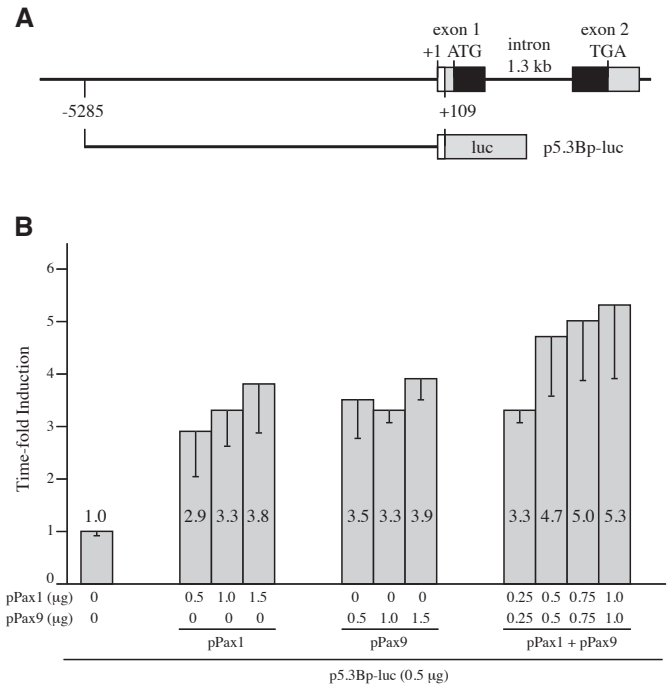 A
exon 1
exon 2
+1 ATG
intron
TGA
1.3 kb
-5285
+109
luc
p5.3Bp-luc
B
Time-fold Induction
6
5
4
3
2
1
0
1.0
2.9 3.3 3.8
3.5 3.3 3.9
3.3 4.7 5.0 5.3
pPax1 (μg) 0 0.5 1.0 1.5 0 0 0 0.25 0.5 0.75 1.0
pPax9 (μg) 0 0 0 0 0.5 1.0 1.5 0.25 0.5 0.75 1.0
pPax1 pPax9 pPax1 + pPax9
p5.3Bp-luc (0.5 μg)